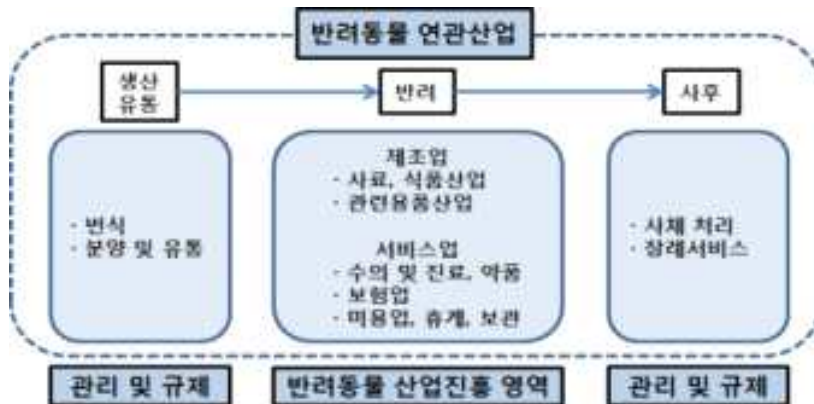 반려동물 연관산업
생산
유통
반려
사후
· 번식
· 분양 및 유통
제조업
· 사료, 식품산업
· 관련용품산업
서비스업
· 수의 및 진료, 약품
· 보험업
· 미용업, 휴게, 보관
· 사체 처리
· 장례서비스
관리 및 규제
반려동물 산업진흥 영역
관리 및 규제